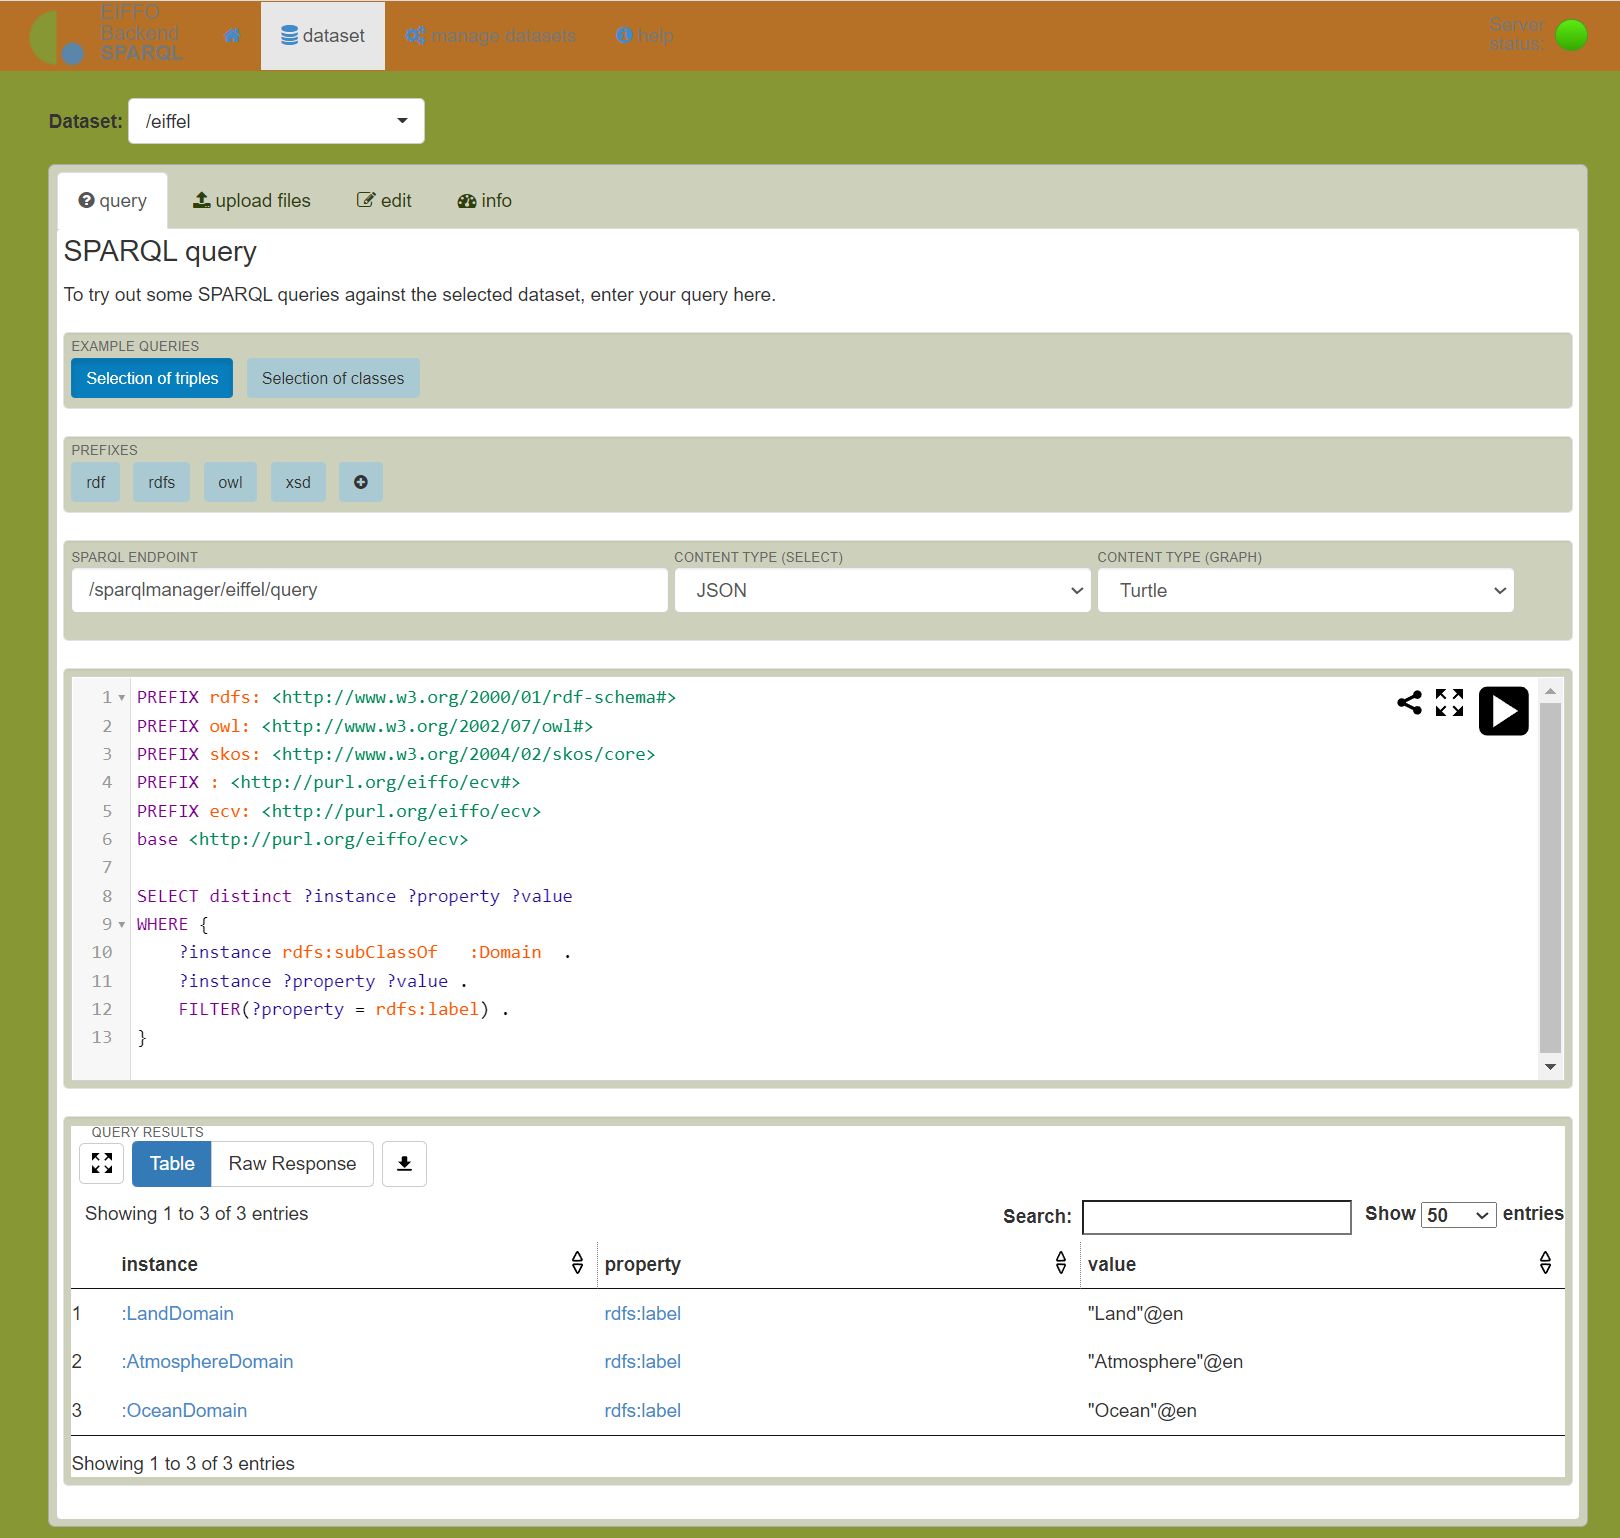 EIFFO
Backend
SPARQL
dataset
manage datasets
help
Server
status:
Dataset: /eiffel
query
upload files
edit
info
SPARQL query
To try out some SPARQL queries against the selected dataset, enter your query here.
EXAMPLE QUERIES
Selection of triples
Selection of classes
PREFIXES
rdf
rdfs
owl
xsd
SPARQL ENDPOINT
CONTENT TYPE (SELECT)
CONTENT TYPE (GRAPH)
/sparqlmanager/eiffel/query
JSON
Turtle
1 PREFIX rdfs: <http://www.w3.org/2000/01/rdf-schema#>
2 PREFIX owl: <http://www.w3.org/2002/07/owl#>
3 PREFIX skos: <http://www.w3.org/2004/02/skos/core>
4 PREFIX : <http://purl.org/eiffo/ecv#>
5 PREFIX ecv: <http://purl.org/eiffo/ecv>
6 base <http://purl.org/eiffo/ecv>
7
8 SELECT distinct ?instance ?property ?value
9 WHERE {
10 ?instance rdfs:subClassOf :Domain .
11 ?instance ?property ?value .
12 FILTER(?property = rdfs:label) .
13 }
QUERY RESULTS
Table
Raw Response
Showing 1 to 3 of 3 entries
Search:
Show 50 entries
instance property value
1 :LandDomain rdfs:label "Land"@en
2 :AtmosphereDomain rdfs:label "Atmosphere"@en
3 :OceanDomain rdfs:label "Ocean"@en
Showing 1 to 3 of 3 entries